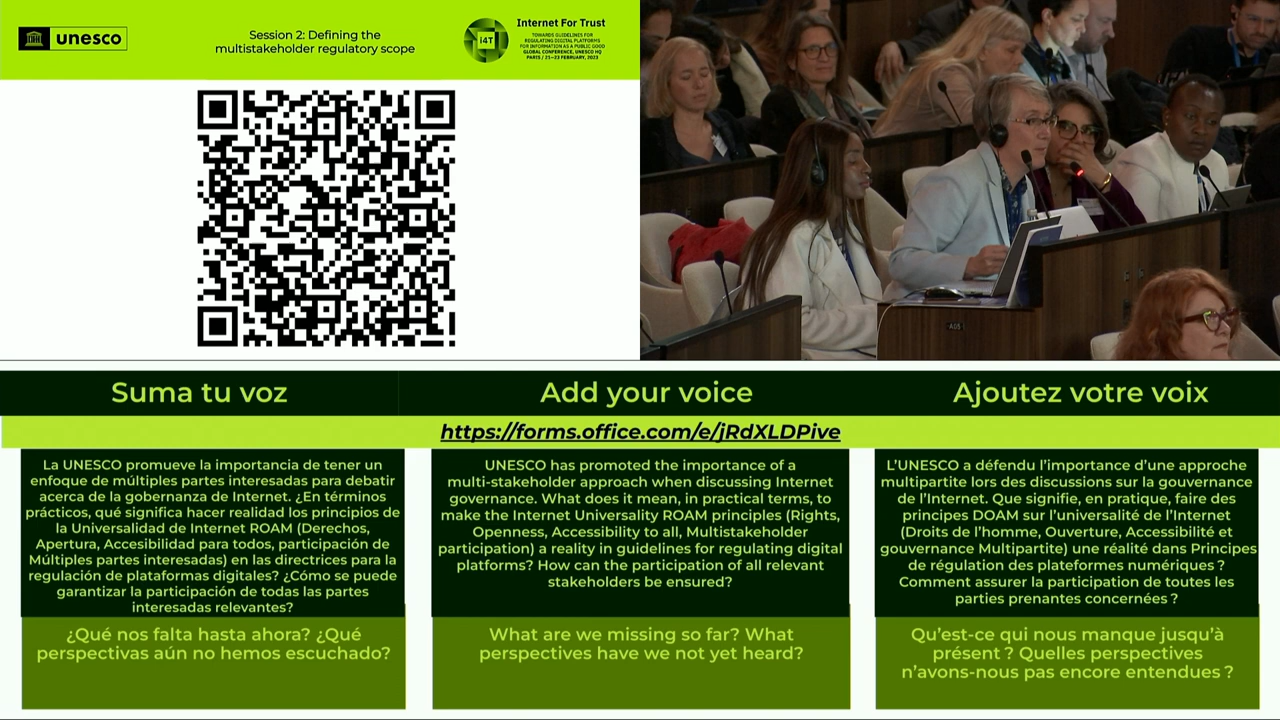 unesco
Session 2: Defining the
multistakeholder regulatory scope
i4T
Internet For Trust
TOWARDS GUIDELINES FOR
REGULATING DIGITAL PLATFORMS
FOR INFORMATION AS A PUBLIC GOOD
GLOBAL CONFERENCE, UNESCO HQ
PARIS / 21–23 FEBRUARY, 2023
A05
Suma tu voz
Add your voice
Ajoutez votre voix
https://forms.office.com/e/jRdXLDPive
La UNESCO promueve la importancia de tener un
enfoque de múltiples partes interesadas para debatir
acerca de la gobernanza de Internet. ¿En términos
prácticos, qué significa hacer realidad los principios de
la Universalidad de Internet ROAM (Derechos,
Apertura, Accesibilidad para todos, participación de
Múltiples partes interesadas) en las directrices para la
regulación de plataformas digitales? ¿Cómo se puede
garantizar la participación de todas las partes
interesadas relevantes?
¿Qué nos falta hasta ahora? ¿Qué
perspectivas aún no hemos escuchado?
UNESCO has promoted the importance of a
multi-stakeholder approach when discussing Internet
governance. What does it mean, in practical terms, to
make the Internet Universality ROAM principles (Rights,
Openness, Accessibility to all, Multistakeholder
participation) a reality in guidelines for regulating digital
platforms? How can the participation of all relevant
stakeholders be ensured?
What are we missing so far? What
perspectives have we not yet heard?
L’UNESCO a défendu l’importance d’une approche
multipartite lors des discussions sur la gouvernance
de l’Internet. Que signifie, en pratique, faire des
principes DOAM sur l’universalité de l’Internet
(Droits de l’homme, Ouverture, Accessibilité et
gouvernance Multipartite) une réalité dans Principes
de régulation des plateformes numériques ?
Comment assurer la participation de toutes les
parties prenantes concernées ?
Qu’est-ce qui nous manque jusqu’à
présent ? Quelles perspectives
n’avons-nous pas encore entendues ?